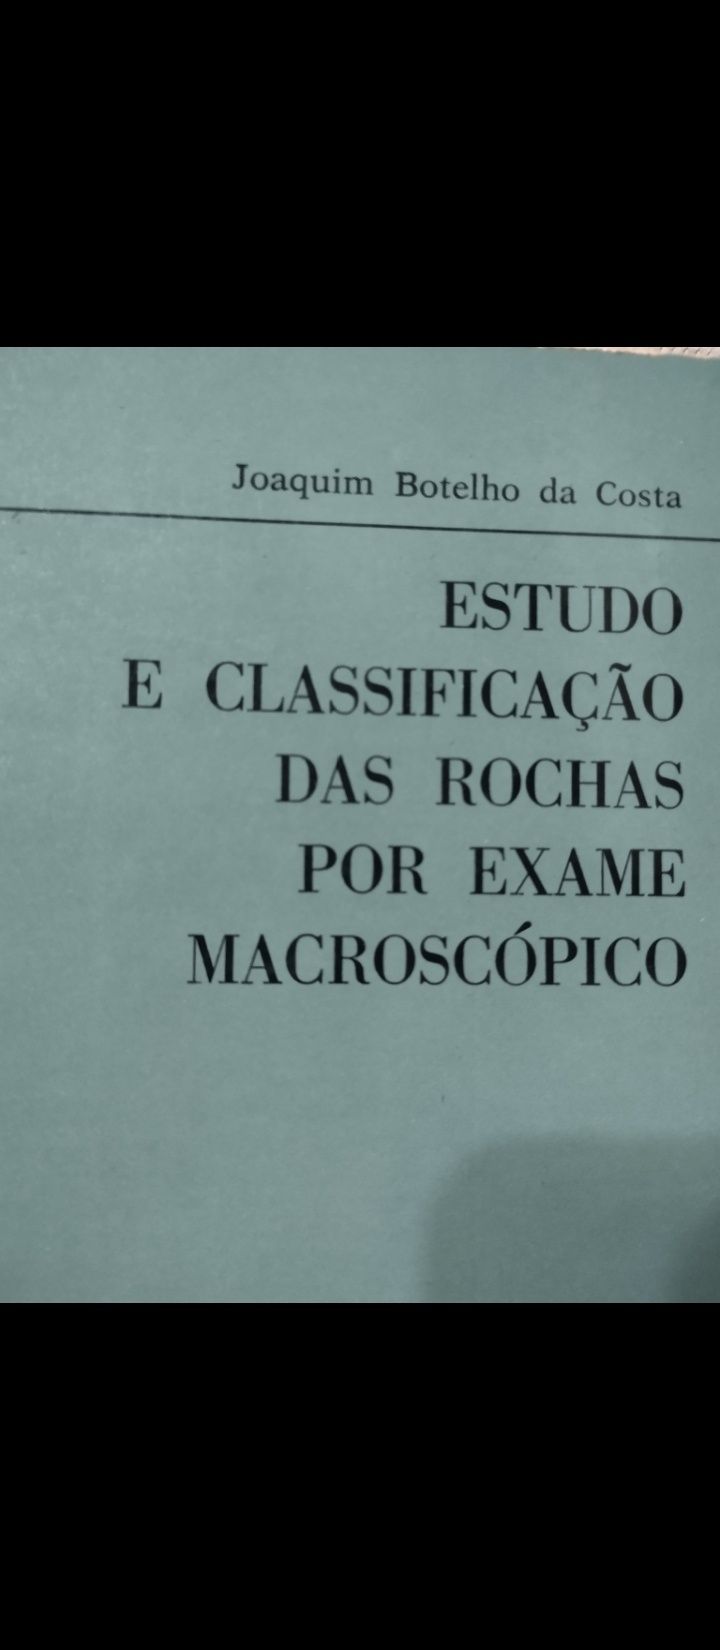 Joaquim Botelho da Costa
ESTUDO
E CLASSIFICAÇÃO
DAS ROCHAS
POR EXAME
MACROSCÓPICO